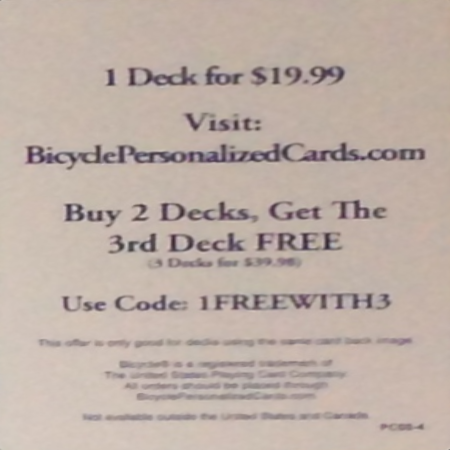 1 Deck for $19.99
Visit:
BicyclePersonalizedCards.com
Buy 2 Decks, Get The
3rd Deck FREE
(3 Decks for $39.98)
Use Code: 1FREEWITH3
This offer is only good for decks using the same card back image.
Bicycle® is a registered trademark of
The United States Playing Card Company.
All orders should be placed through
BicyclePersonalizedCards.com
Not available outside the United States and Canada.